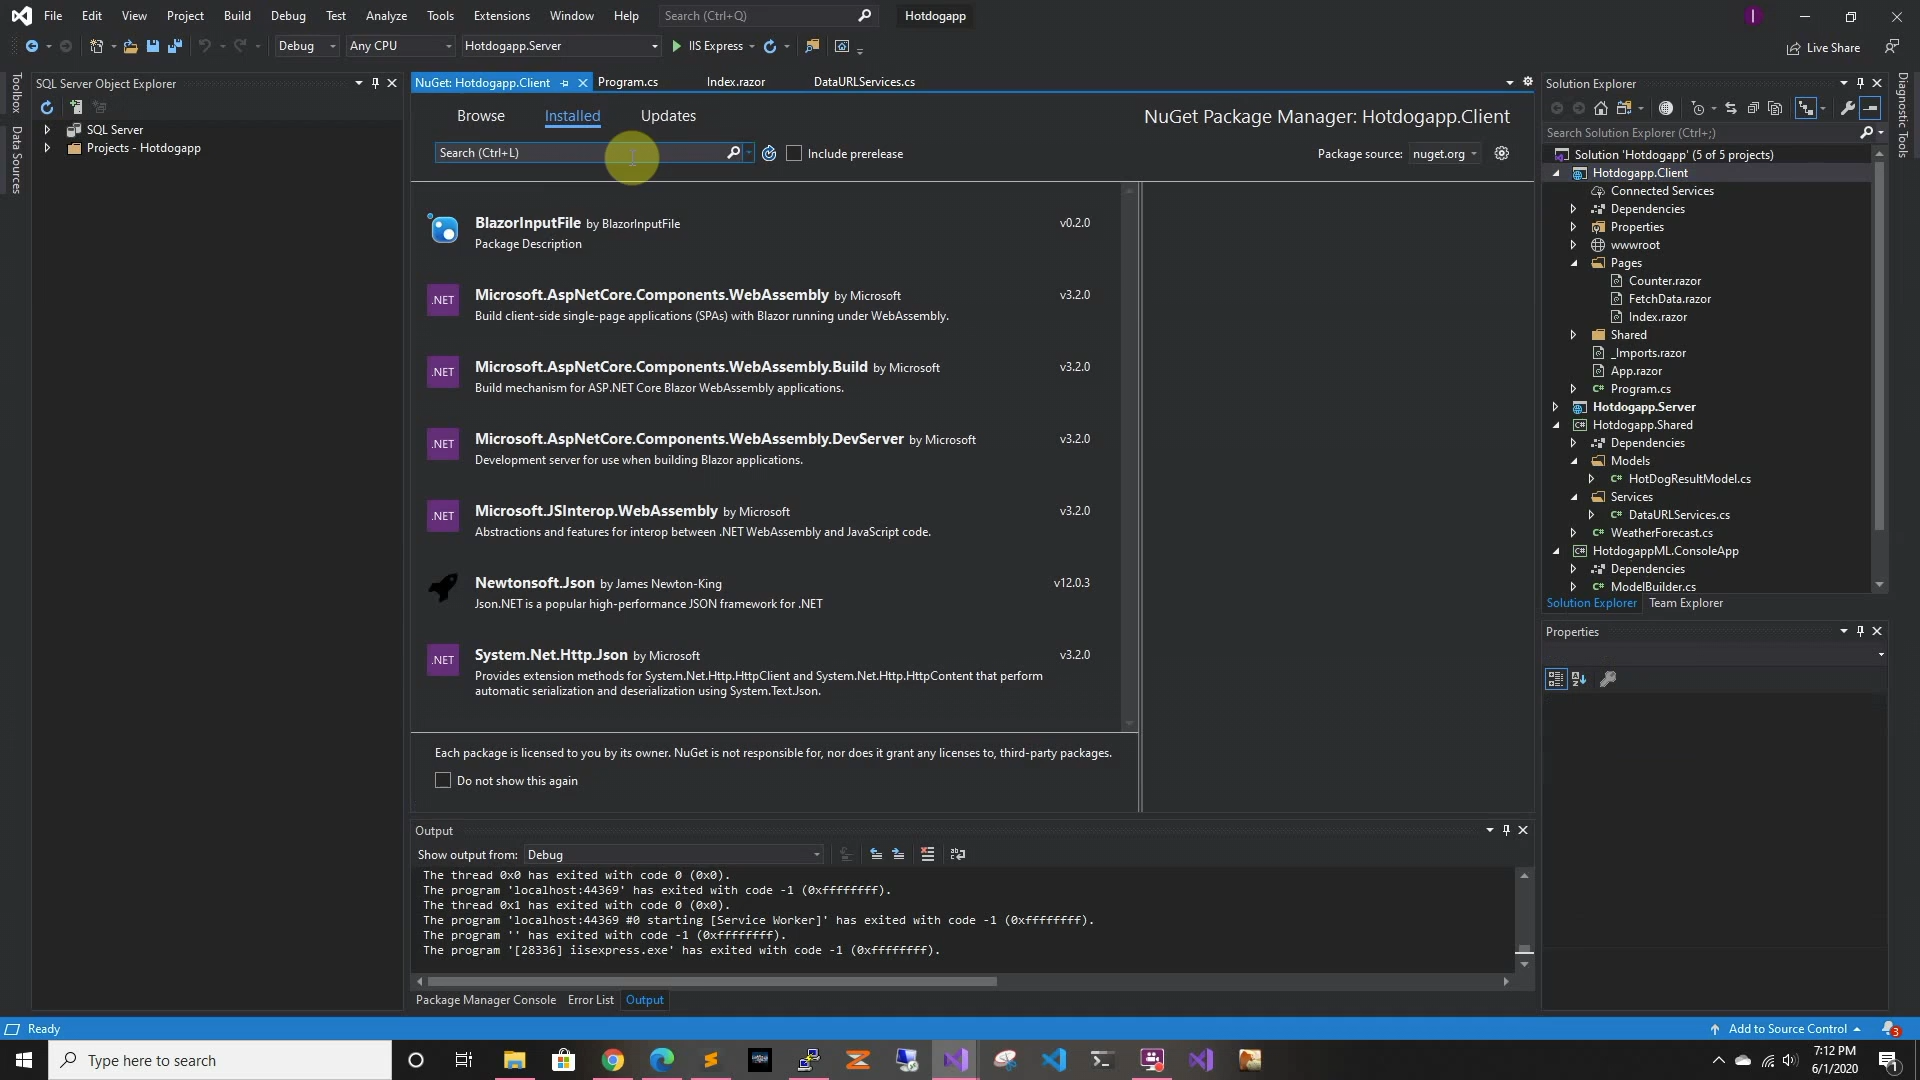 File Edit View Project Build Debug Test Analyze Tools Extensions Window Help Search (Ctrl+Q) Hotdogapp
Debug Any CPU Hotdogapp.Server IIS Express Live Share
Toolbox
Data Sources
SQL Server Object Explorer
SQL Server
Projects - Hotdogapp
NuGet: Hotdogapp.Client Program.cs Index.razor DataURLServices.cs
Browse Installed Updates NuGet Package Manager: Hotdogapp.Client
Search (Ctrl+L) Include prerelease Package source: nuget.org
BlazorInputFile by BlazorInputFile v0.2.0
Package Description
.NET Microsoft.AspNetCore.Components.WebAssembly by Microsoft v3.2.0
Build client-side single-page applications (SPAs) with Blazor running under WebAssembly.
.NET Microsoft.AspNetCore.Components.WebAssembly.Build by Microsoft v3.2.0
Build mechanism for ASP.NET Core Blazor WebAssembly applications.
.NET Microsoft.AspNetCore.Components.WebAssembly.DevServer by Microsoft v3.2.0
Development server for use when building Blazor applications.
.NET Microsoft.JSInterop.WebAssembly by Microsoft v3.2.0
Abstractions and features for interop between .NET WebAssembly and JavaScript code.
Newtonsoft.Json by James Newton-King v12.0.3
Json.NET is a popular high-performance JSON framework for .NET
.NET System.Net.Http.Json by Microsoft v3.2.0
Provides extension methods for System.Net.Http.HttpClient and System.Net.Http.HttpContent that perform
automatic serialization and deserialization using System.Text.Json.
Each package is licensed to you by its owner. NuGet is not responsible for, nor does it grant any licenses to, third-party packages.
Do not show this again
Output
Show output from: Debug
The thread 0x0 has exited with code 0 (0x0).
The program 'localhost:44369' has exited with code -1 (0xffffffff).
The thread 0x1 has exited with code 0 (0x0).
The program 'localhost:44369 #0 starting [Service Worker]' has exited with code -1 (0xffffffff).
The program '' has exited with code -1 (0xffffffff).
The program '[28336] iisexpress.exe' has exited with code -1 (0xffffffff).
Package Manager Console Error List Output
Solution Explorer
Search Solution Explorer (Ctrl+;)
Solution 'Hotdogapp' (5 of 5 projects)
Hotdogapp.Client
Connected Services
Dependencies
Properties
wwwroot
Pages
Counter.razor
FetchData.razor
Index.razor
Shared
_Imports.razor
App.razor
C# Program.cs
Hotdogapp.Server
C# Hotdogapp.Shared
Dependencies
Models
C# HotDogResultModel.cs
Services
C# DataURLServices.cs
C# WeatherForecast.cs
C# HotdogappML.ConsoleApp
Dependencies
C# ModelBuilder.cs
Solution Explorer Team Explorer
Properties
Diagnostic Tools
Ready Add to Source Control 3
Type here to search
7:12 PM
6/1/2020
1